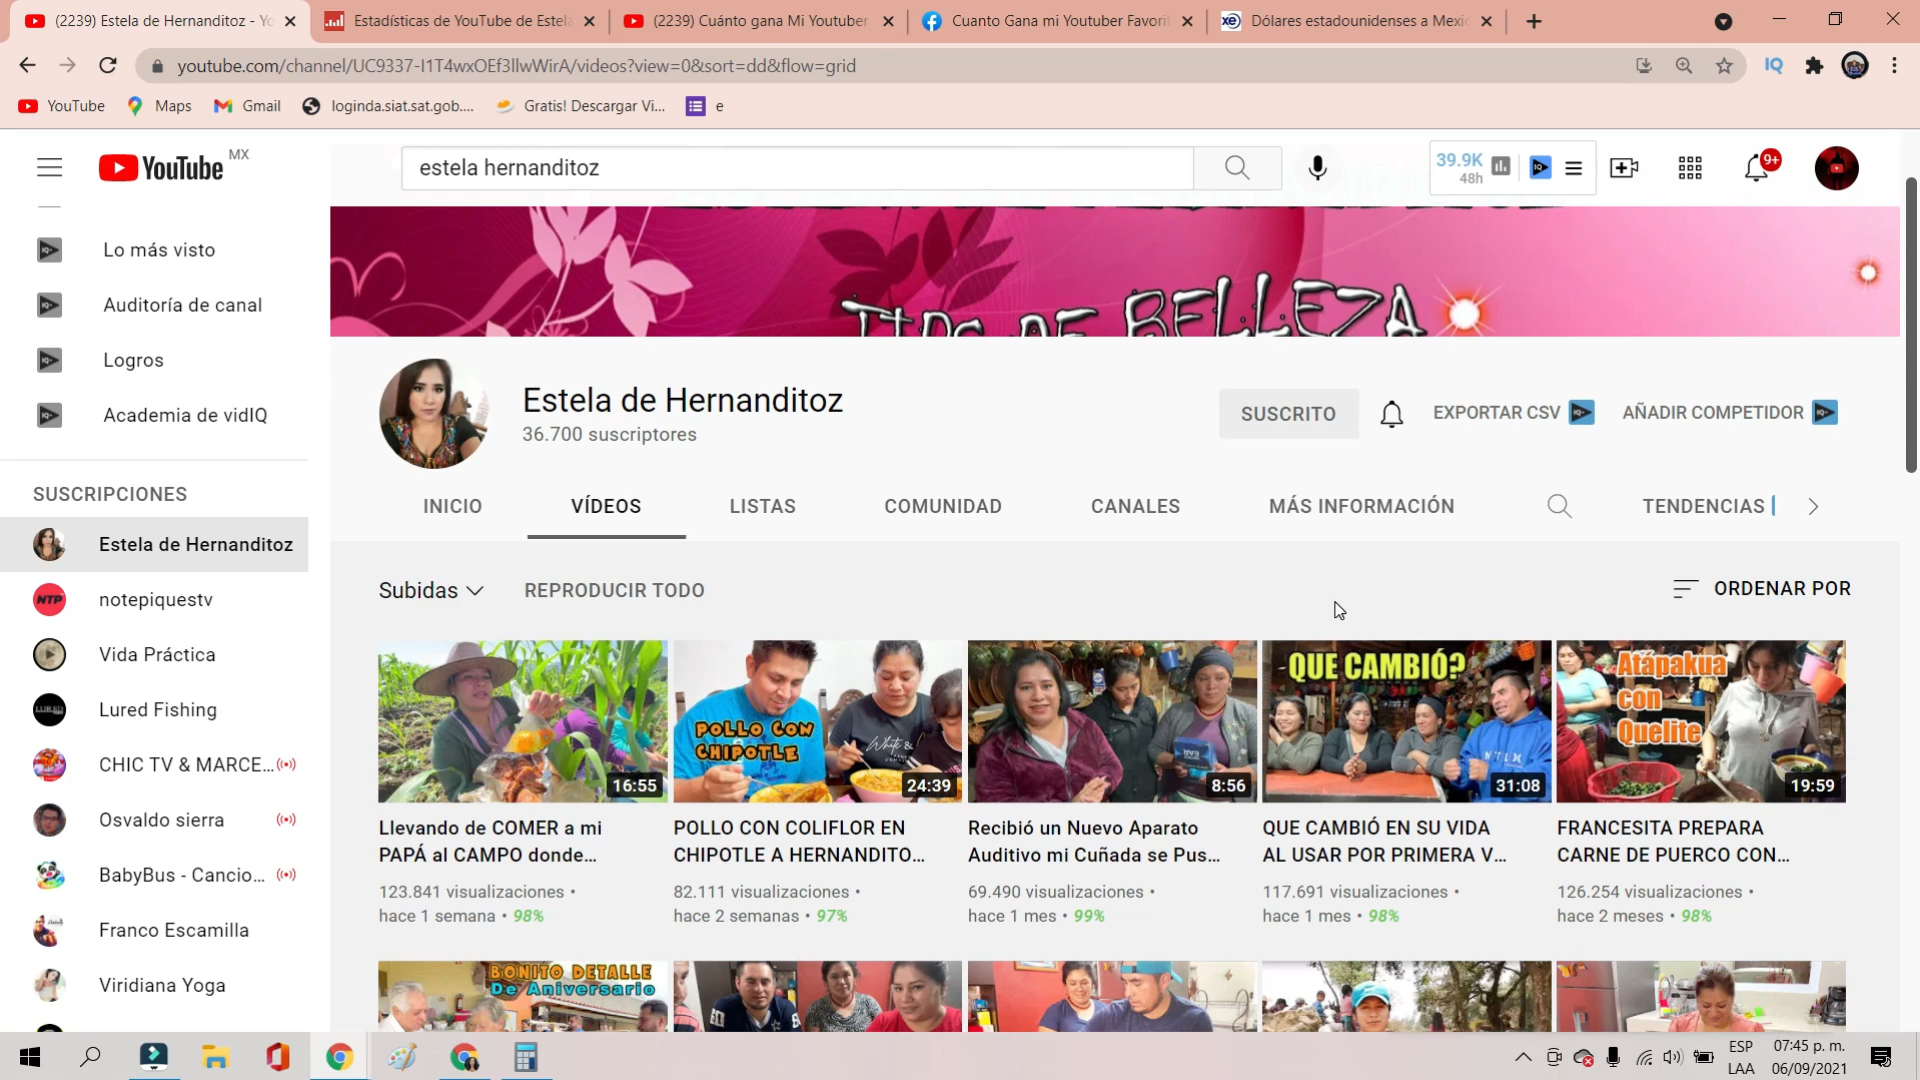 (2239) Estela de Hernanditoz - Yo
Estadísticas de YouTube de Estela
(2239) Cuánto gana Mi Youtuber
Cuanto Gana mi Youtuber Favorit
xe
Dólares estadounidenses a Mexic
youtube.com/channel/UC9337-I1T4wxOEf3llwWirA/videos?view=0&sort=dd&flow=grid
IQ
YouTube
Maps
Gmail
loginda.siat.sat.gob....
Gratis! Descargar Vi...
e
YouTube MX
estela hernanditoz
39.9K
48h
9+
Lo más visto
Auditoría de canal
Logros
Academia de vidIQ
TIPS DE BELLEZA
Estela de Hernanditoz
36.700 suscriptores
SUSCRITO
EXPORTAR CSV
AÑADIR COMPETIDOR
INICIO
VÍDEOS
LISTAS
COMUNIDAD
CANALES
MÁS INFORMACIÓN
TENDENCIAS
SUSCRIPCIONES
Estela de Hernanditoz
NTP
notepiquestv
Vida Práctica
LURED
Lured Fishing
CHIC TV & MARCE...
Osvaldo sierra
BabyBus - Cancio...
Franco Escamilla
Viridiana Yoga
Subidas
REPRODUCIR TODO
ORDENAR POR
16:55
Llevando de COMER a mi
PAPÁ al CAMPO donde...
123.841 visualizaciones •
hace 1 semana • 98%
POLLO CON
CHIPOTLE
White &
24:39
POLLO CON COLIFLOR EN
CHIPOTLE A HERNANDITO...
82.111 visualizaciones •
hace 2 semanas • 97%
8:56
Recibió un Nuevo Aparato
Auditivo mi Cuñada se Pus...
69.490 visualizaciones •
hace 1 mes • 99%
QUE CAMBIÓ?
31:08
QUE CAMBIÓ EN SU VIDA
AL USAR POR PRIMERA V...
117.691 visualizaciones •
hace 1 mes • 98%
Atápakua
con
Quelite
19:59
FRANCESITA PREPARA
CARNE DE PUERCO CON...
126.254 visualizaciones •
hace 2 meses • 98%
BONITO DETALLE
De Aniversario
ESP
LAA
07:45 p. m.
06/09/2021